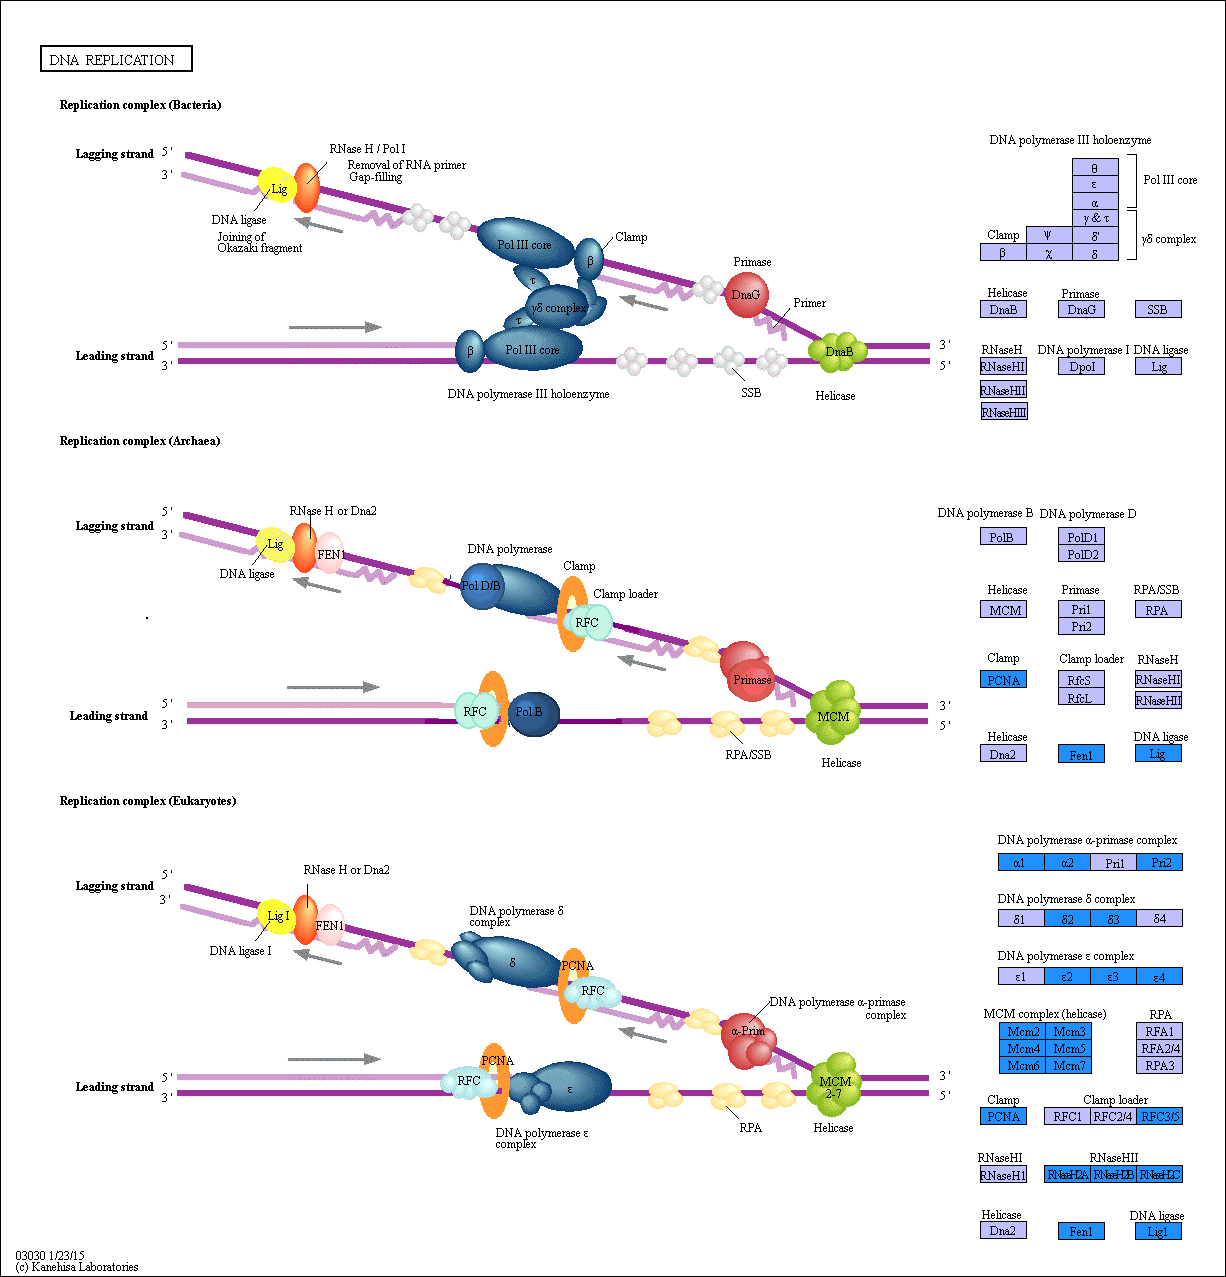 DNA REPLICATION
Replication complex (Bacteria)
Lagging strand
5'
3'
RNase H / Pol I
Removal of RNA primer
Gap-filling
Lig
DNA ligase
Joining of
Okazaki fragment
Pol III core
β
Clamp
τ
γδ complex
τ
Primase
DnaG
Primer
Leading strand
5'
3'
β
Pol III core
DnaB
3'
5'
SSB
DNA polymerase III holoenzyme
Helicase
DNA polymerase III holoenzyme
θ
ε
α
Pol III core
γ & τ
Clamp
ψ
δ'
γδ complex
β
χ
δ
Helicase
Primase
DnaB
DnaG
SSB
RNaseH
DNA polymerase I
DNA ligase
RNaseHI
DpoI
Lig
RNaseHII
RNaseHIII
Replication complex (Archaea)
Lagging strand
5'
3'
RNase H or Dna2
Lig
FEN1
DNA ligase
DNA polymerase
Pol D/B
Clamp
Clamp loader
RFC
Primase
Leading strand
5'
3'
RFC
Pol B
MCM
3'
5'
RPA/SSB
Helicase
DNA polymerase B
DNA polymerase D
PolB
PolD1
PolD2
Helicase
Primase
RPA/SSB
MCM
Pri1
RPA
Pri2
Clamp
Clamp loader
RNaseH
PCNA
RfcS
RNaseHI
RfcL
RNaseHII
Helicase
DNA ligase
Dna2
Fen1
Lig
Replication complex (Eukaryotes)
Lagging strand
5'
3'
RNase H or Dna2
Lig I
FEN1
DNA ligase I
DNA polymerase δ
complex
δ
PCNA
RFC
DNA polymerase α-primase
complex
α-Prim
Leading strand
5'
3'
PCNA
RFC
ε
MCM
2-7
3'
5'
DNA polymerase ε
complex
RPA
Helicase
DNA polymerase α-primase complex
α1
α2
Pri1
Pri2
DNA polymerase δ complex
δ1
δ2
δ3
δ4
DNA polymerase ε complex
ε1
ε2
ε3
ε4
MCM complex (helicase)
RPA
Mcm2
Mcm3
RFA1
Mcm4
Mcm5
RFA2/4
Mcm6
Mcm7
RPA3
Clamp
Clamp loader
PCNA
RFC1
RFC2/4
RFC3/5
RNaseHI
RNaseHII
RNaseH1
RNaseH2A
RNaseH2B
RNaseH2C
Helicase
DNA ligase
Dna2
Fen1
Lig1
03030 1/23/15
(c) Kanehisa Laboratories